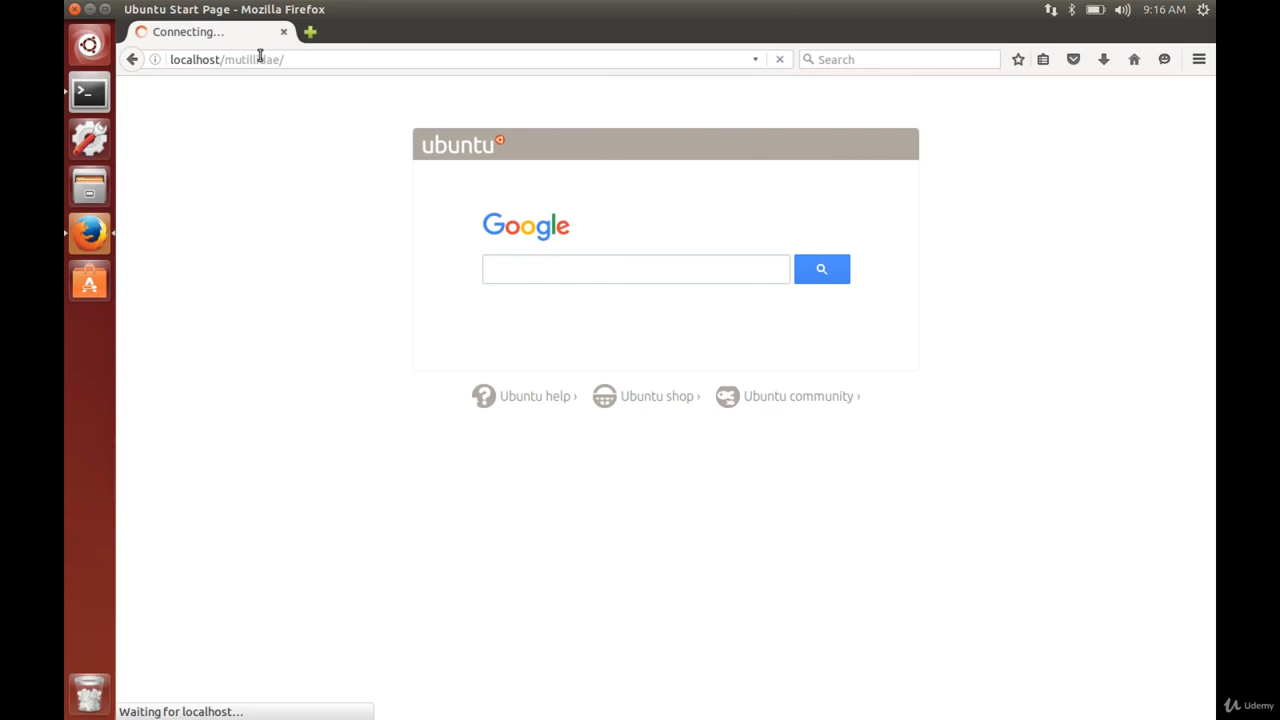 Ubuntu Start Page - Mozilla Firefox
9:16 AM
Connecting...
localhost/mutillidae/
Search
ubuntu
Google
Ubuntu help ›
Ubuntu shop ›
Ubuntu community ›
Waiting for localhost...
Udemy